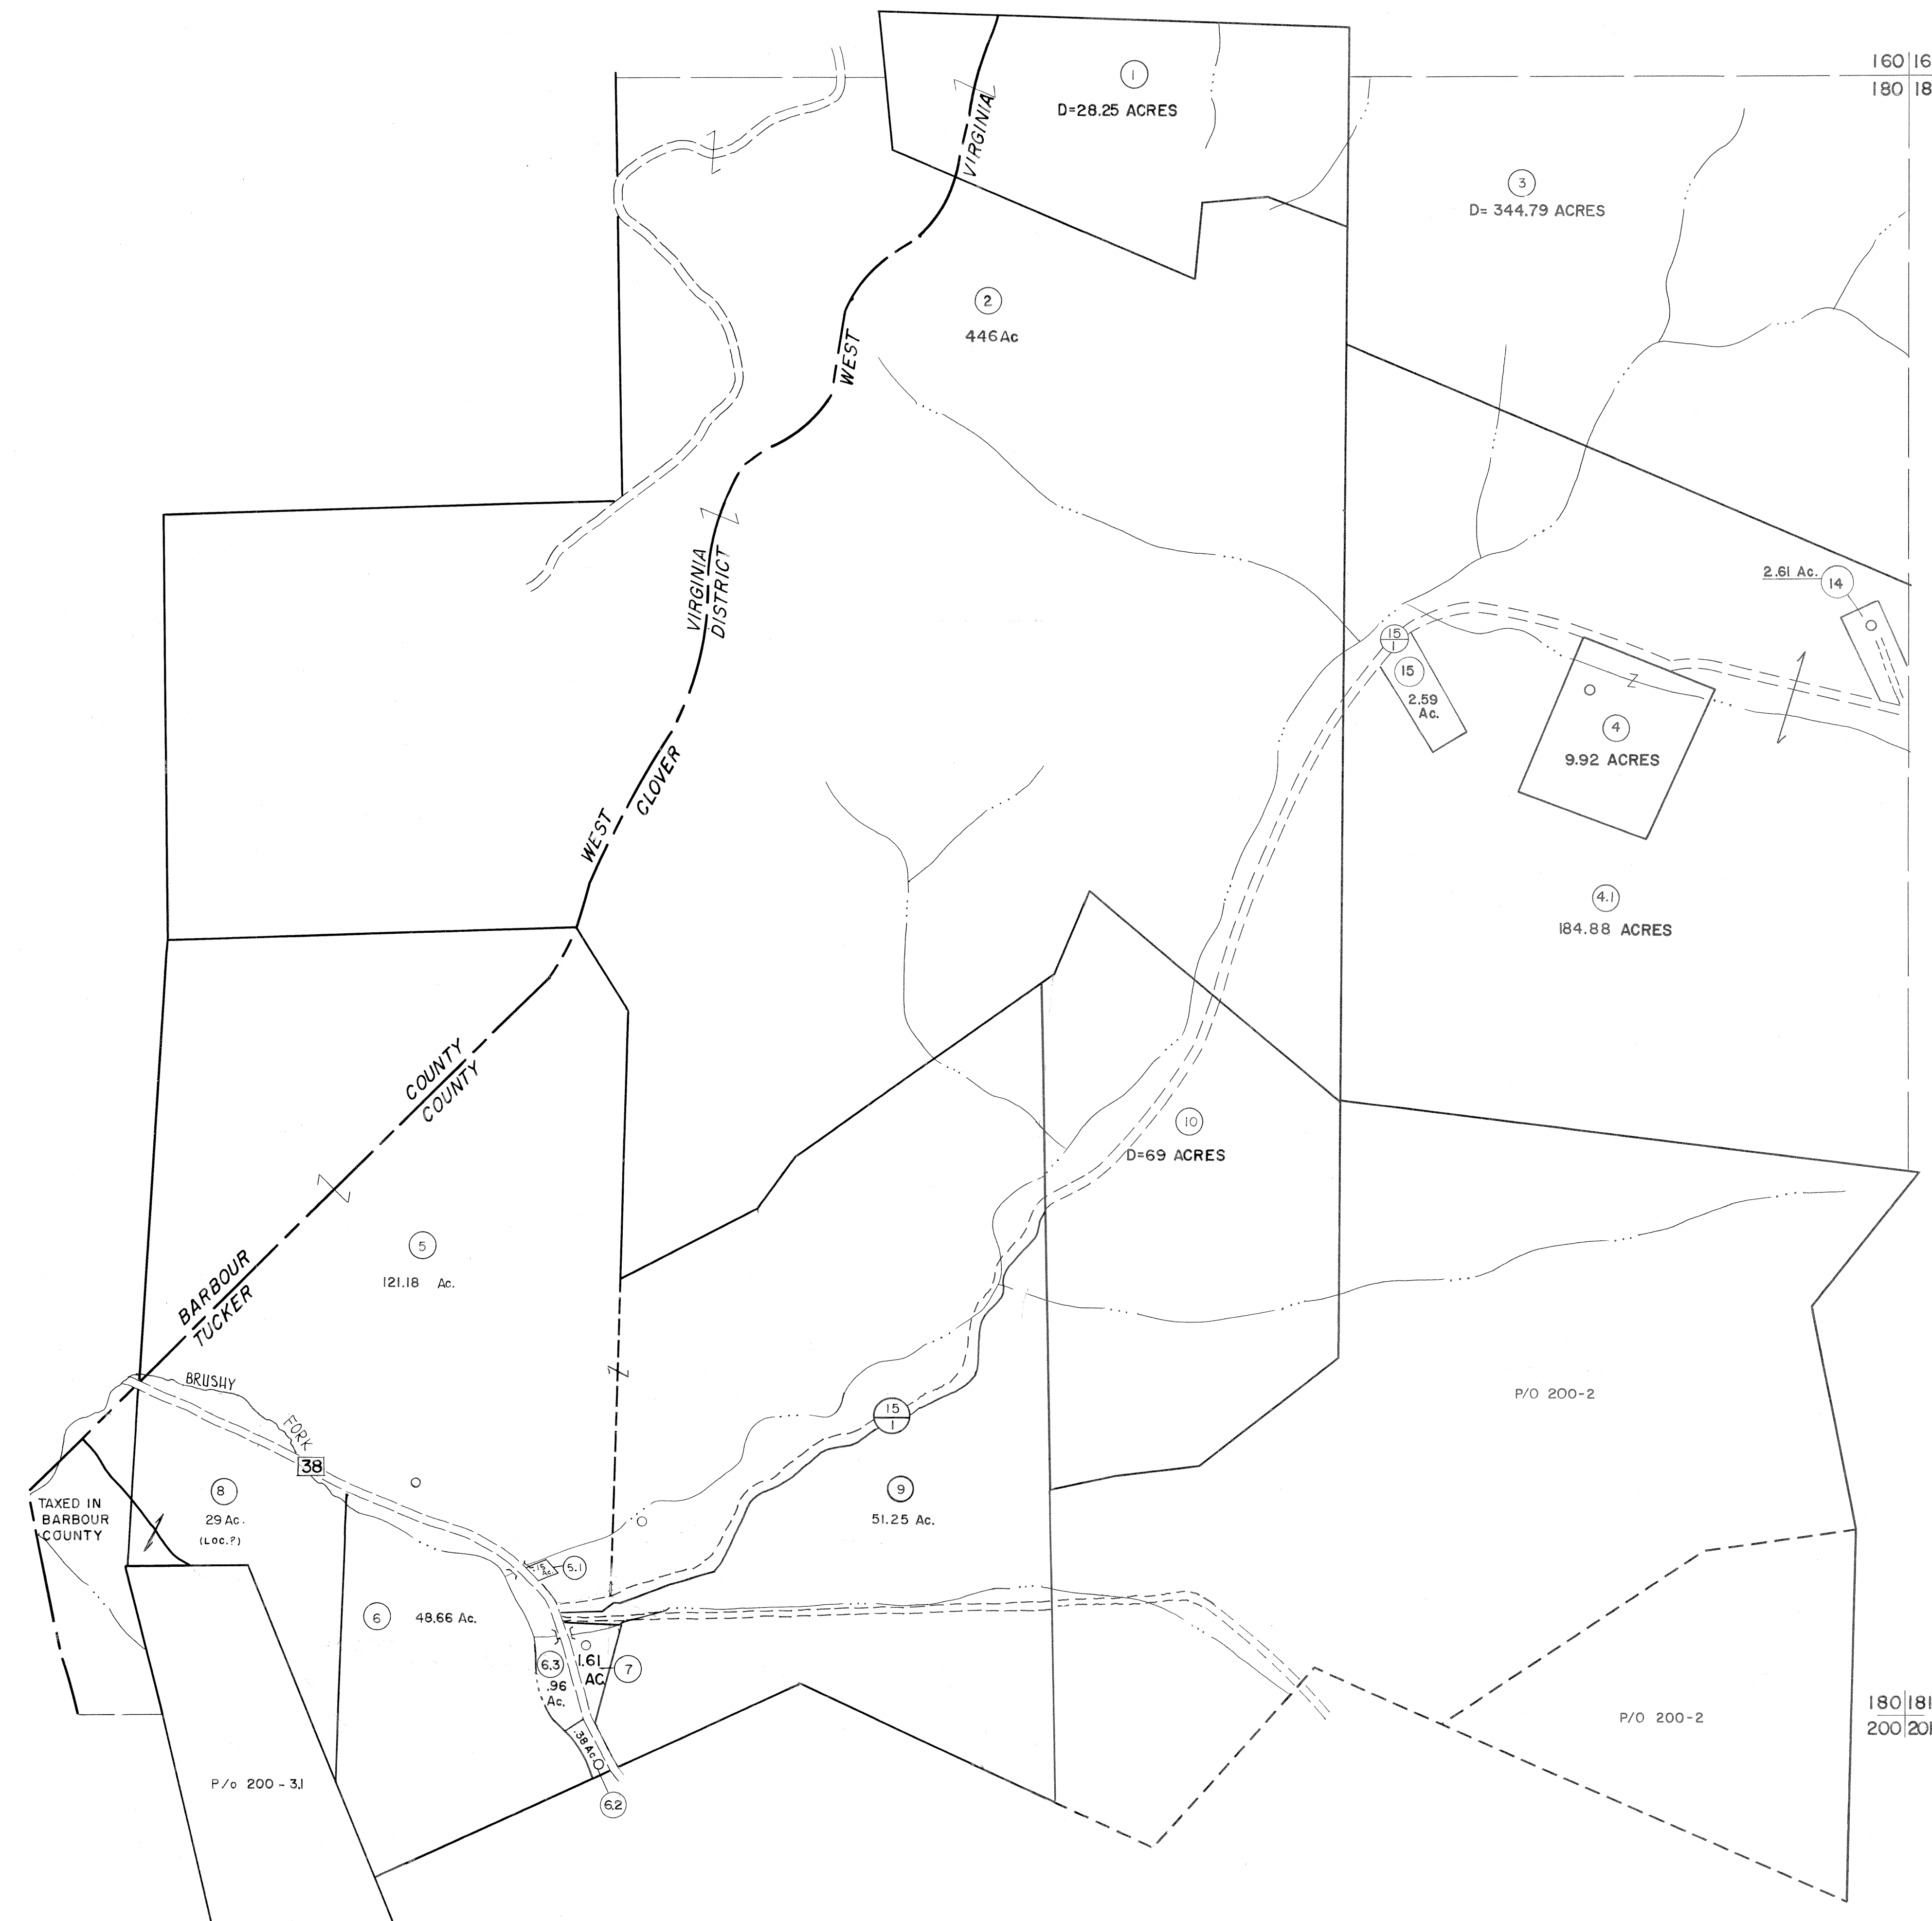 160 16
180 18
1
D=28.25 ACRES
VIRGINIA
3
D= 344.79 ACRES
2
446 Ac
WEST
VIRGINIA
DISTRICT
2.61 Ac.
14
15
1
15
2.59
Ac.
4
9.92 ACRES
WEST
CLOVER
4.1
184.88 ACRES
COUNTY
COUNTY
10
D=69 ACRES
5
121.18 Ac.
BARBOUR
TUCKER
BRUSHY
FORK
38
P/O 200-2
15
1
8
29 Ac.
(LOC.?)
TAXED IN
BARBOUR
COUNTY
9
51.25 Ac.
.15
Ac.
5.1
6
48.66 Ac.
6.3
.96
Ac.
1.61
AC
7
.38 Ac.
6.2
P/o 200-3.1
P/O 200-2
180 181
200 201